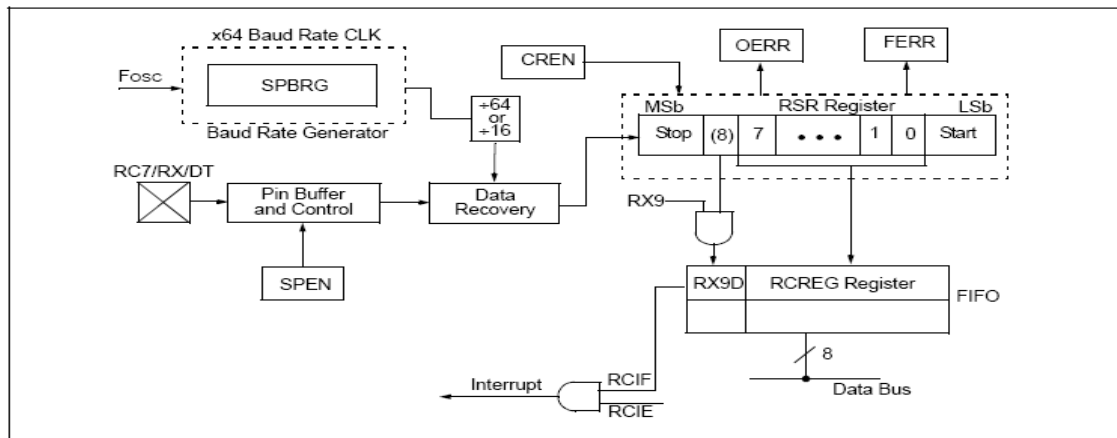 x64 Baud Rate CLK
Fosc
SPBRG
Baud Rate Generator
÷64
or
÷16
CREN
OERR
FERR
MSb
RSR Register
LSb
Stop
(8)
7
• • •
1
0
Start
RC7/RX/DT
Pin Buffer
and Control
Data
Recovery
SPEN
RX9
RX9D
RCREG Register
FIFO
8
Data Bus
Interrupt
RCIF
RCIE